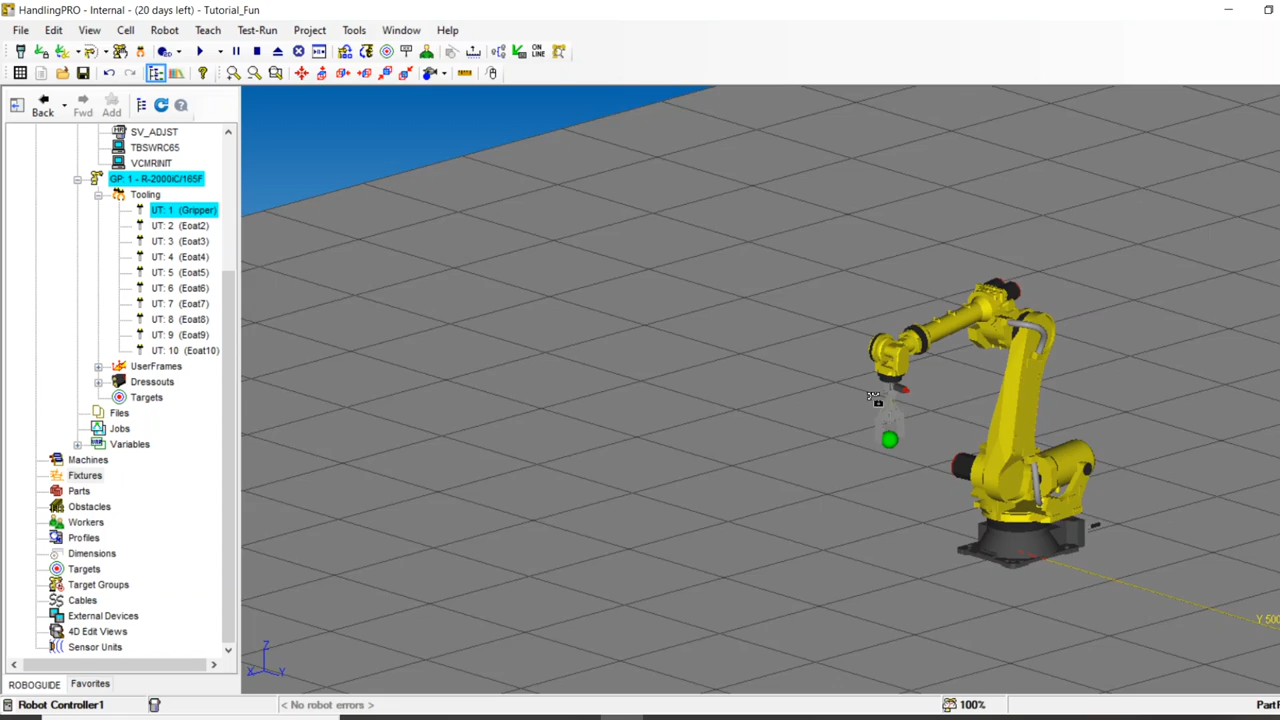 HandlingPRO - Internal - (20 days left) - Tutorial_Fun
File Edit View Cell Robot Teach Test-Run Project Tools Window Help
ON
LINE
Back Fwd Add
SV_ADJST
TBSWRC65
VCMRINIT
GP: 1 - R-2000iC/165F
Tooling
UT: 1 (Gripper)
UT: 2 (Eoat2)
UT: 3 (Eoat3)
UT: 4 (Eoat4)
UT: 5 (Eoat5)
UT: 6 (Eoat6)
UT: 7 (Eoat7)
UT: 8 (Eoat8)
UT: 9 (Eoat9)
UT: 10 (Eoat10)
UserFrames
Dressouts
Targets
Files
Jobs
Variables
Machines
Fixtures
Parts
Obstacles
Workers
Profiles
Dimensions
Targets
Target Groups
Cables
External Devices
4D Edit Views
Sensor Units
Z
X Y
Y 500
ROBOGUIDE Favorites
Robot Controller1 < No robot errors > 100% Part